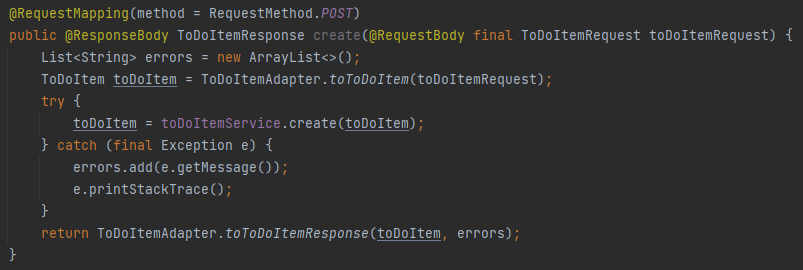 @RequestMapping(method = RequestMethod.POST)
public @ResponseBody ToDoItemResponse create(@RequestBody final ToDoItemRequest toDoItemRequest) {
    List<String> errors = new ArrayList<>();
    ToDoItem toDoItem = ToDoItemAdapter.toToDoItem(toDoItemRequest);
    try {
        toDoItem = toDoItemService.create(toDoItem);
    } catch (final Exception e) {
        errors.add(e.getMessage());
        e.printStackTrace();
    }
    return ToDoItemAdapter.toToDoItemResponse(toDoItem, errors);
}